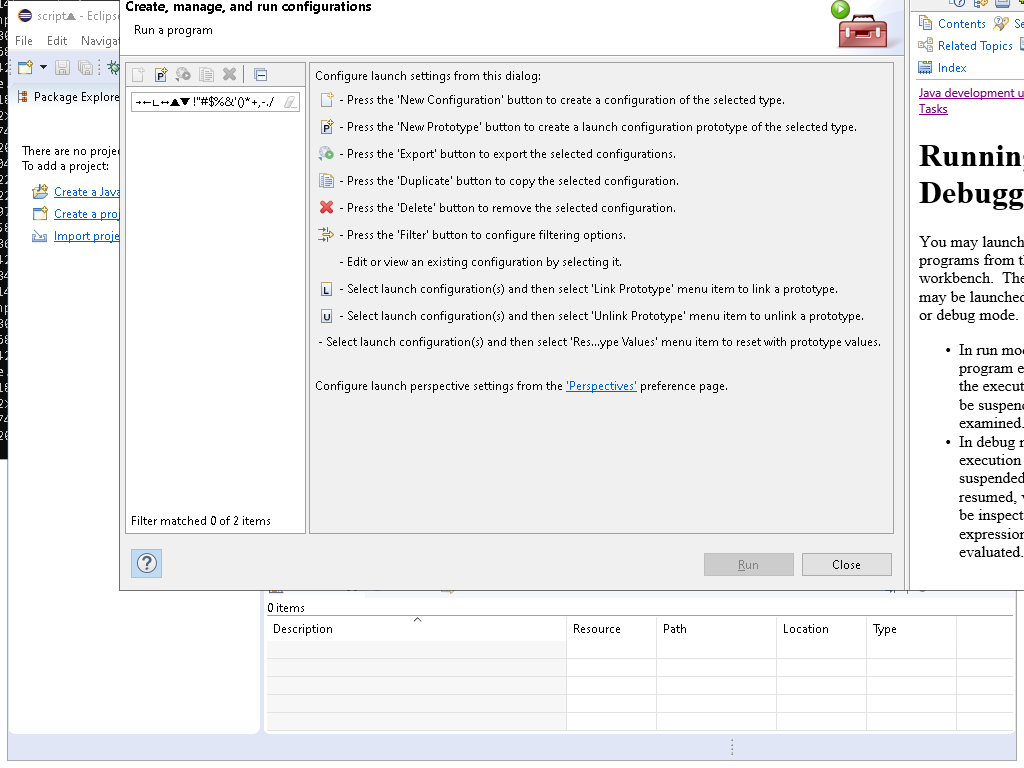 script▲ - Eclipse
File Edit Naviga
Package Explore
There are no proje
To add a project:
Create a Java
Create a proj
Import proje
Create, manage, and run configurations
Run a program
→←∟↔▲▼ !"#$%&'()*+,-./
Filter matched 0 of 2 items
Configure launch settings from this dialog:
- Press the 'New Configuration' button to create a configuration of the selected type.
- Press the 'New Prototype' button to create a launch configuration prototype of the selected type.
- Press the 'Export' button to export the selected configurations.
- Press the 'Duplicate' button to copy the selected configuration.
- Press the 'Delete' button to remove the selected configuration.
- Press the 'Filter' button to configure filtering options.
- Edit or view an existing configuration by selecting it.
L - Select launch configuration(s) and then select 'Link Prototype' menu item to link a prototype.
U - Select launch configuration(s) and then select 'Unlink Prototype' menu item to unlink a prototype.
- Select launch configuration(s) and then select 'Res...ype Values' menu item to reset with prototype values.
Configure launch perspective settings from the 'Perspectives' preference page.
Run Close
Contents Se
Related Topics
Index
Java development u
Tasks
Running
Debugg
You may launch
programs from th
workbench. The
may be launched
or debug mode.
• In run mod
program e
the execut
be suspend
examined.
• In debug m
execution
suspended
resumed, v
be inspect
expression
evaluated.
0 items
Description Resource Path Location Type